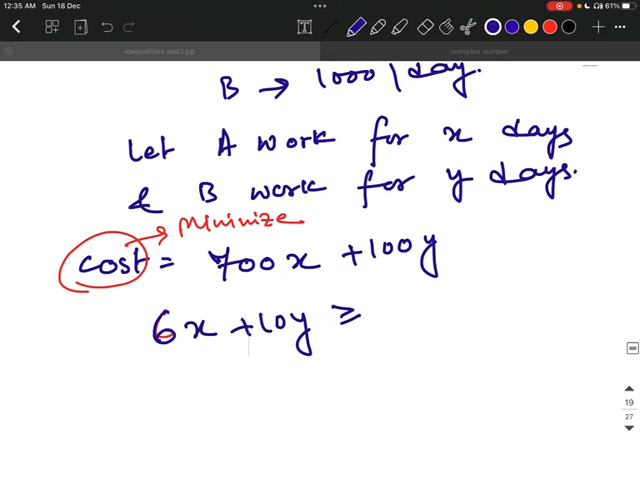 12:35 AM Sun 18 Dec
61%
inequalitites and Lpp
complex number
B → 1000 / day.
Let A work for x days
& B work for y days.
Minimize
cost = 700x + 100y
6x + 10y ≥
19
27